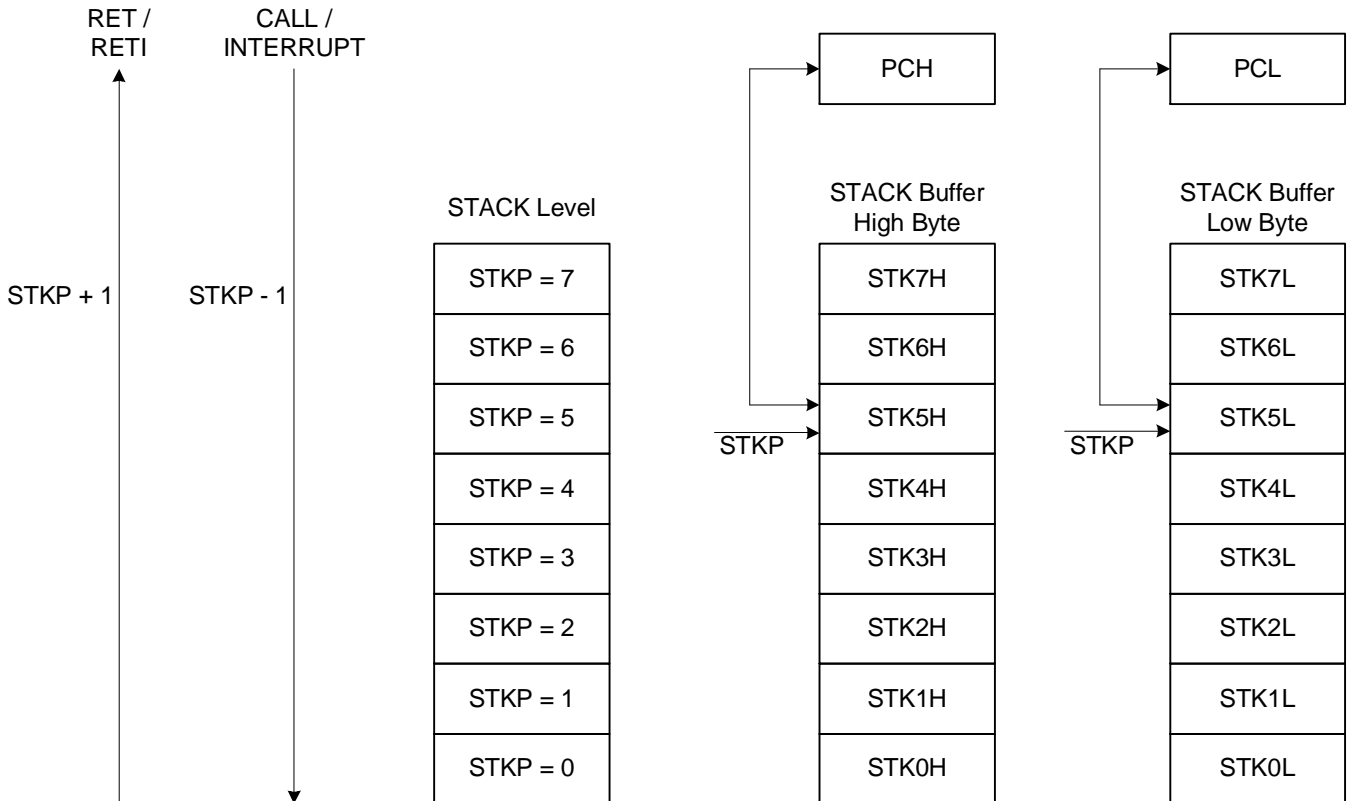 RET /
RETI
CALL /
INTERRUPT
PCH
PCL
STACK Level
STACK Buffer
High Byte
STACK Buffer
Low Byte
STKP + 1
STKP - 1
STKP = 7
STK7H
STK7L
STKP = 6
STK6H
STK6L
STKP = 5
STK5H
STK5L
STKP
STKP
STKP = 4
STK4H
STK4L
STKP = 3
STK3H
STK3L
STKP = 2
STK2H
STK2L
STKP = 1
STK1H
STK1L
STKP = 0
STK0H
STK0L